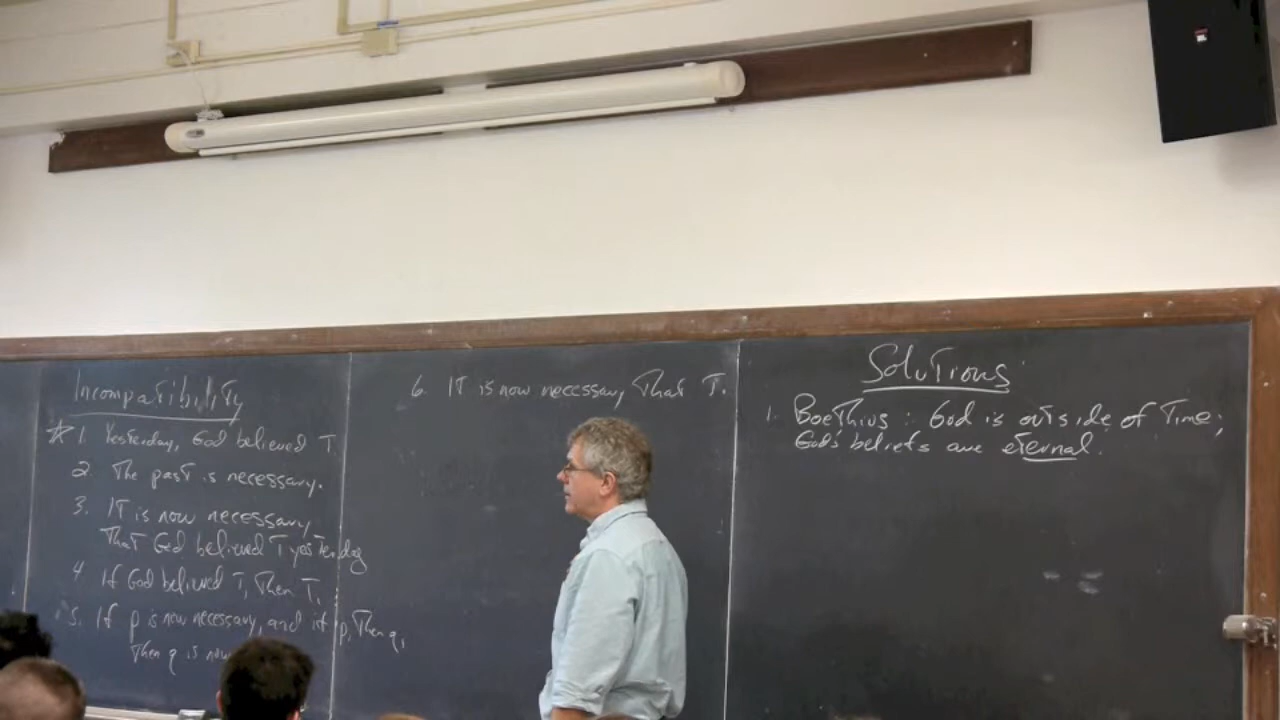 Incompatibility
☆ 1. Yesterday, God believed T.
2. The past is necessary.
3. IT is now necessary
That God believed T yesterday
4 If God believed T, Then T.
5. If p is now necessary, and if p, Then q,
Then q is now
6. IT is now necessary That T.
Solutions
1. Boethius: God is outside of Time;
God's beliefs are eternal.